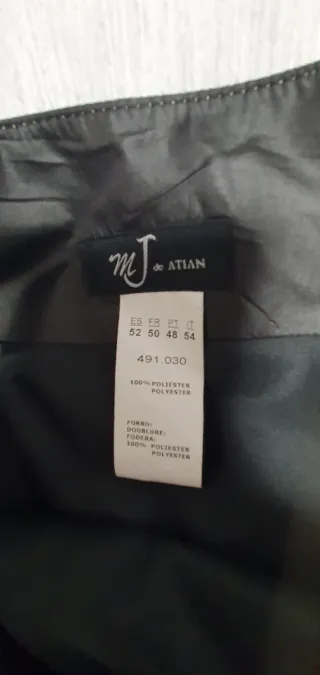 MJ de ATIAN
ES FR PT IT
52 50 48 54
491.030
100% POLIESTER
POLYESTER
FORRO:
DOUBLURE:
FODERA:
100% POLIESTER
POLYESTER